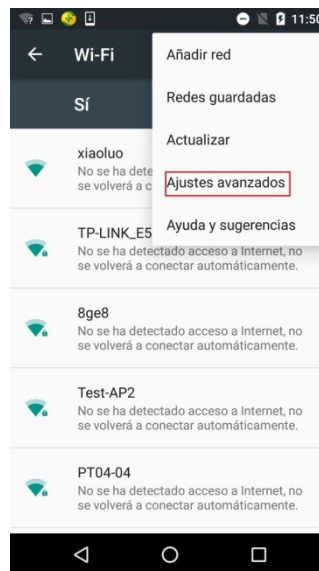 11:50
Wi-Fi
Añadir red
Sí
Redes guardadas
Actualizar
Ajustes avanzados
Ayuda y sugerencias
xiaoluo
No se ha dete
se volverá a c
TP-LINK_E5
No se ha detectado acceso a Internet, no
se volverá a conectar automáticamente.
8ge8
No se ha detectado acceso a Internet, no
se volverá a conectar automáticamente.
Test-AP2
No se ha detectado acceso a Internet, no
se volverá a conectar automáticamente.
PT04-04
No se ha detectado acceso a Internet, no
se volverá a conectar automáticamente.